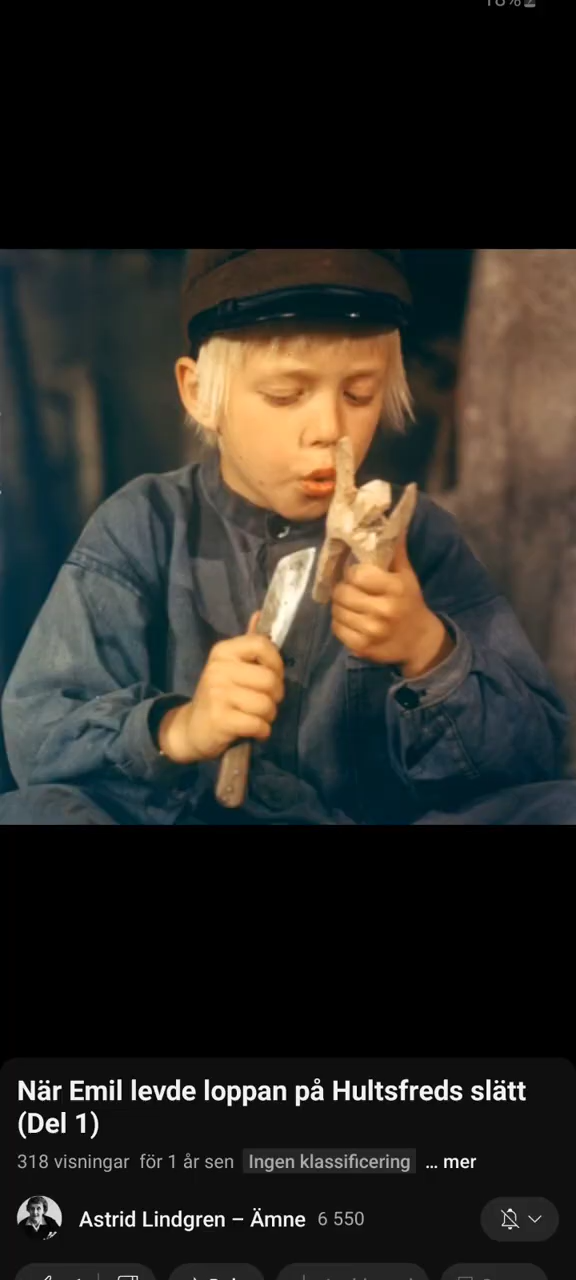 När Emil levde loppan på Hultsfreds slätt
(Del 1)
318 visningar för 1 år sen Ingen klassificering ... mer
Astrid Lindgren – Ämne 6 550